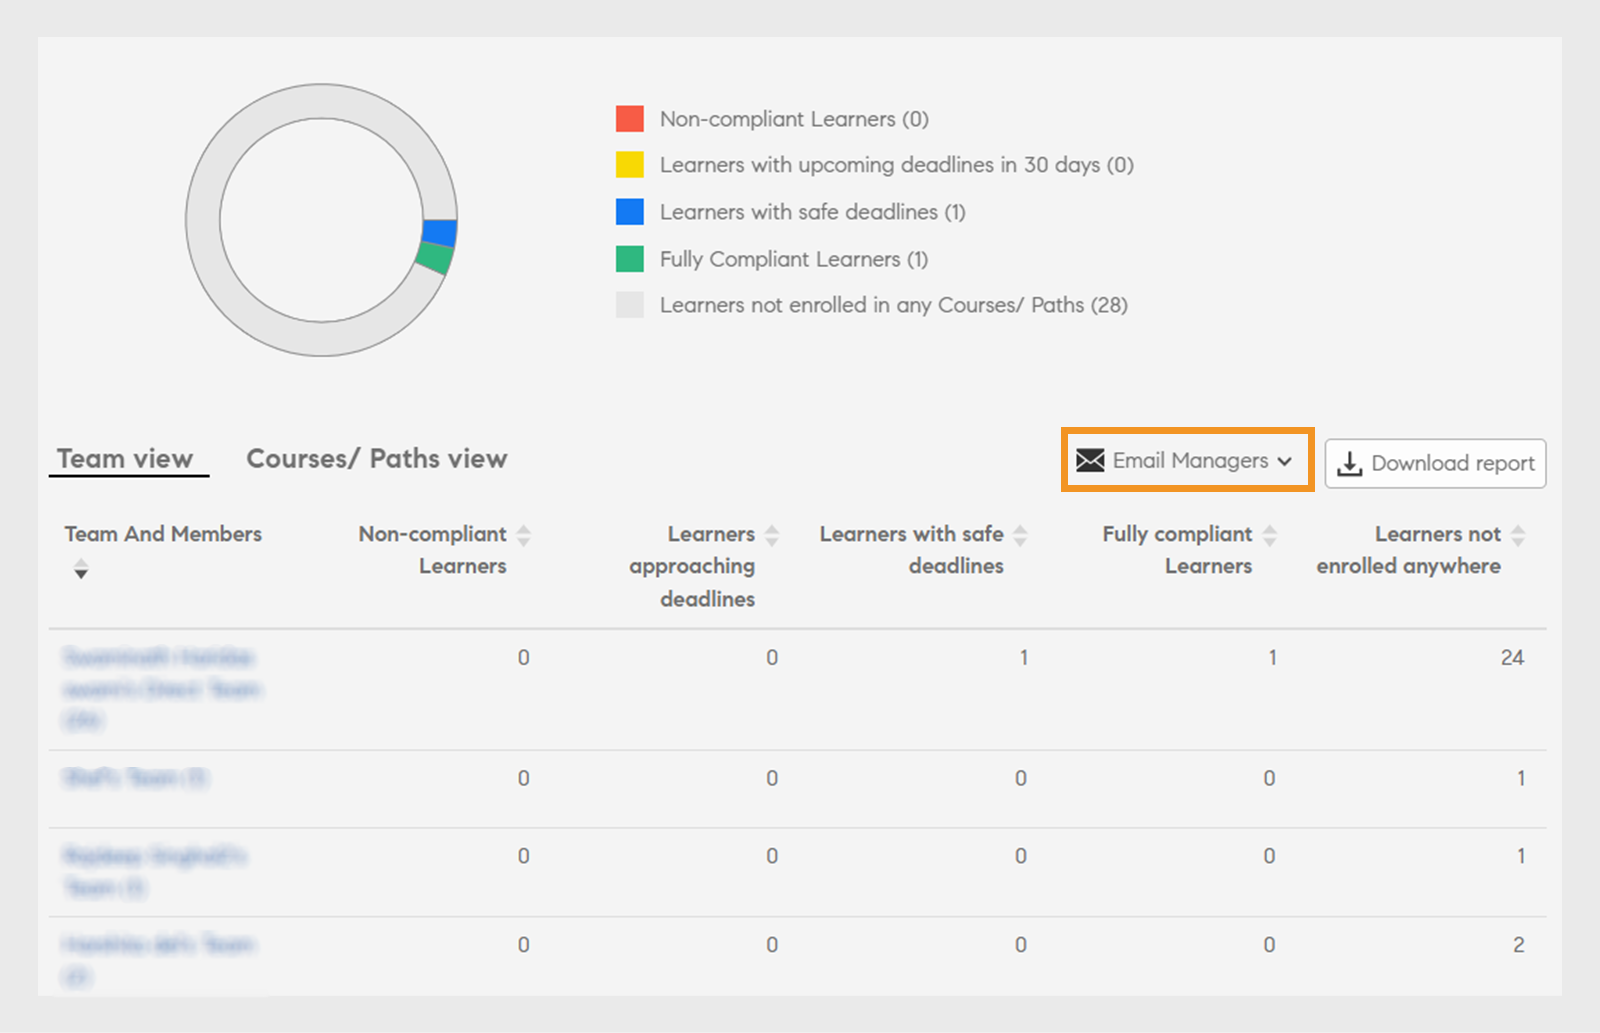 Non-compliant Learners (0)
Learners with upcoming deadlines in 30 days (0)
Learners with safe deadlines (1)
Fully Compliant Learners (1)
Learners not enrolled in any Courses/ Paths (28)
Team view
Courses/ Paths view
Email Managers
Download report
Team And Members
Non-compliant
Learners
Learners
approaching
deadlines
Learners with safe
deadlines
Fully compliant
Learners
Learners not
enrolled anywhere
0 0 1 1 24
0 0 0 0 1
0 0 0 0 1
0 0 0 0 2